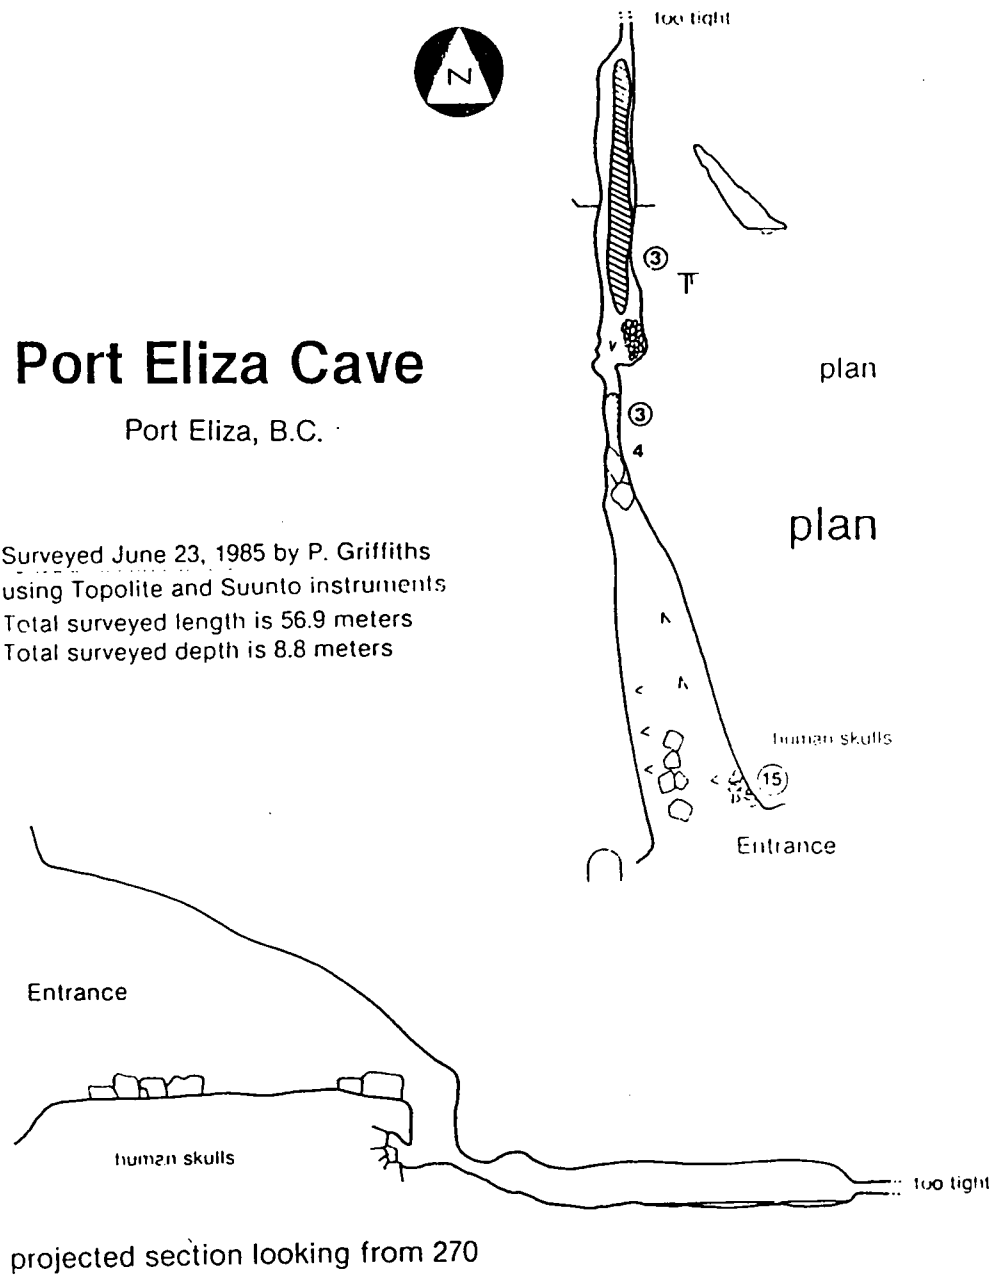 too tight
N
3
Port Eliza Cave
plan
Port Eliza, B.C.
3
4
plan
Surveyed June 23, 1985 by P. Griffiths
using Topolite and Suunto instruments
Total surveyed length is 56.9 meters
Total surveyed depth is 8.8 meters
human skulls
15
Entrance
Entrance
human skulls
too tight
projected section looking from 270